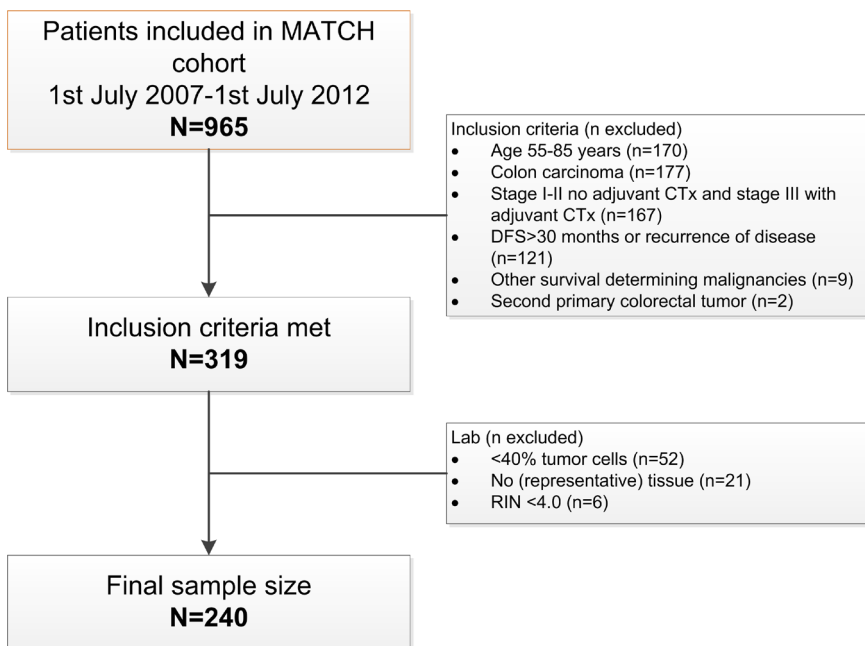 Patients included in MATCH
cohort
1st July 2007-1st July 2012
N=965
Inclusion criteria (n excluded)
• Age 55-85 years (n=170)
• Colon carcinoma (n=177)
• Stage I-II no adjuvant CTx and stage III with
adjuvant CTx (n=167)
• DFS>30 months or recurrence of disease
(n=121)
• Other survival determining malignancies (n=9)
• Second primary colorectal tumor (n=2)
Inclusion criteria met
N=319
Lab (n excluded)
• <40% tumor cells (n=52)
• No (representative) tissue (n=21)
• RIN <4.0 (n=6)
Final sample size
N=240